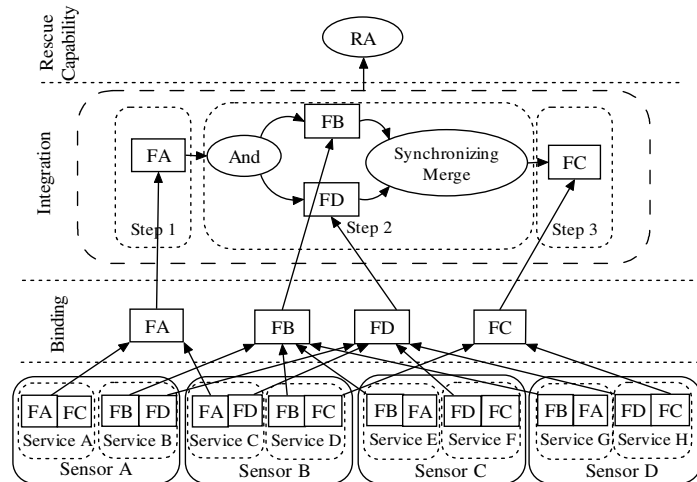 Rescue
Capability
RA
Integration
FA
And
FB
FD
Synchronizing
Merge
FC
Step 1
Step 2
Step 3
Binding
FA
FB
FD
FC
FA FC
FB FD
FA FD
FB FC
FB FA
FD FC
FB FA
FD FC
Service A
Service B
Service C
Service D
Service E
Service F
Service G
Service H
Sensor A
Sensor B
Sensor C
Sensor D